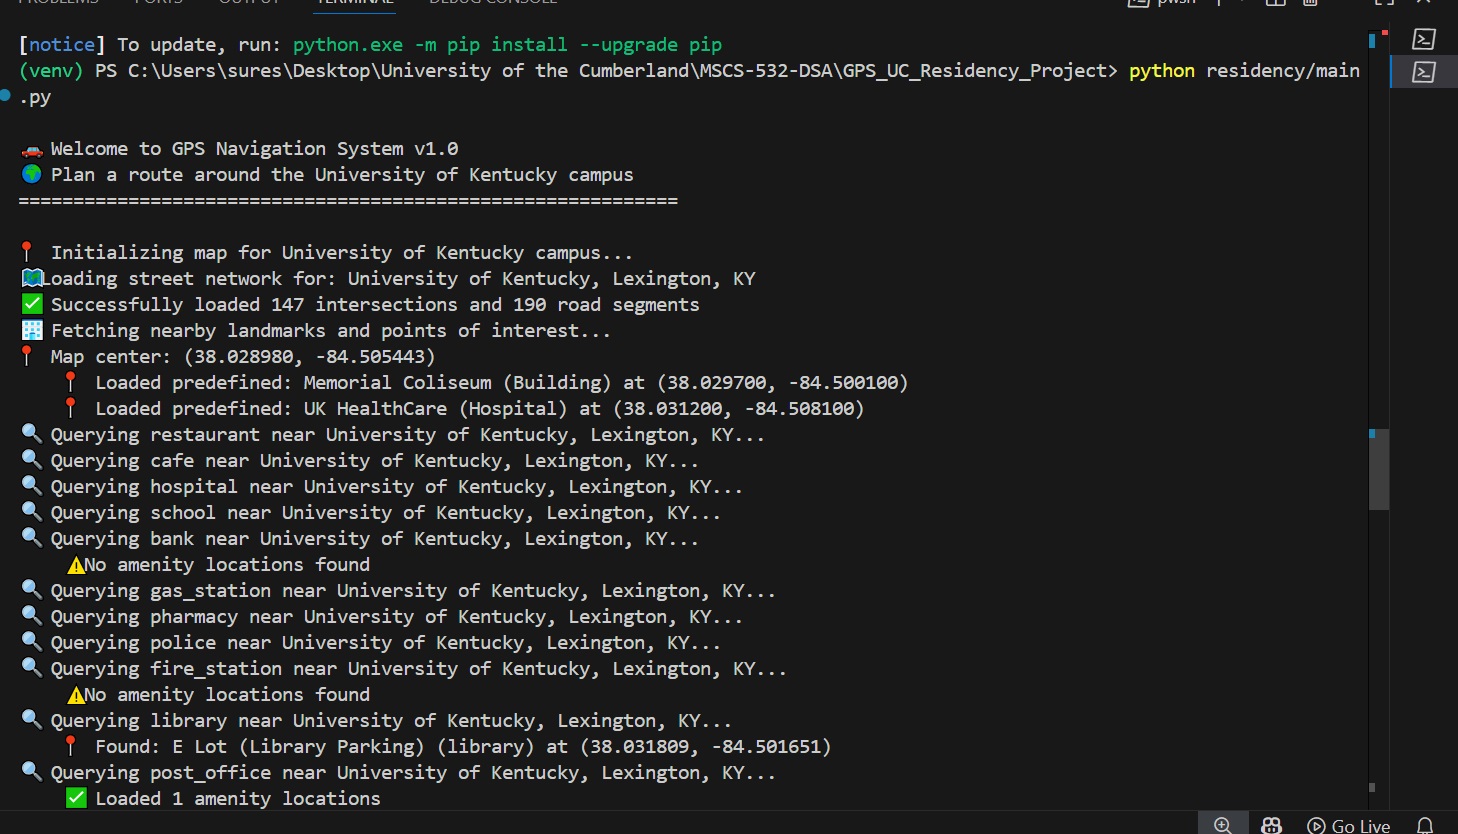 PROBLEMS PORTS OUTPUT TERMINAL DEBUG CONSOLE pwsh
[notice] To update, run: python.exe -m pip install --upgrade pip
(venv) PS C:\Users\sures\Desktop\University of the Cumberland\MSCS-532-DSA\GPS_UC_Residency_Project> python residency/main
.py
Welcome to GPS Navigation System v1.0
Plan a route around the University of Kentucky campus
============================================================
Initializing map for University of Kentucky campus...
Loading street network for: University of Kentucky, Lexington, KY
Successfully loaded 147 intersections and 190 road segments
Fetching nearby landmarks and points of interest...
Map center: (38.028980, -84.505443)
Loaded predefined: Memorial Coliseum (Building) at (38.029700, -84.500100)
Loaded predefined: UK HealthCare (Hospital) at (38.031200, -84.508100)
Querying restaurant near University of Kentucky, Lexington, KY...
Querying cafe near University of Kentucky, Lexington, KY...
Querying hospital near University of Kentucky, Lexington, KY...
Querying school near University of Kentucky, Lexington, KY...
Querying bank near University of Kentucky, Lexington, KY...
No amenity locations found
Querying gas_station near University of Kentucky, Lexington, KY...
Querying pharmacy near University of Kentucky, Lexington, KY...
Querying police near University of Kentucky, Lexington, KY...
Querying fire_station near University of Kentucky, Lexington, KY...
No amenity locations found
Querying library near University of Kentucky, Lexington, KY...
Found: E Lot (Library Parking) (library) at (38.031809, -84.501651)
Querying post_office near University of Kentucky, Lexington, KY...
Loaded 1 amenity locations
Go Live